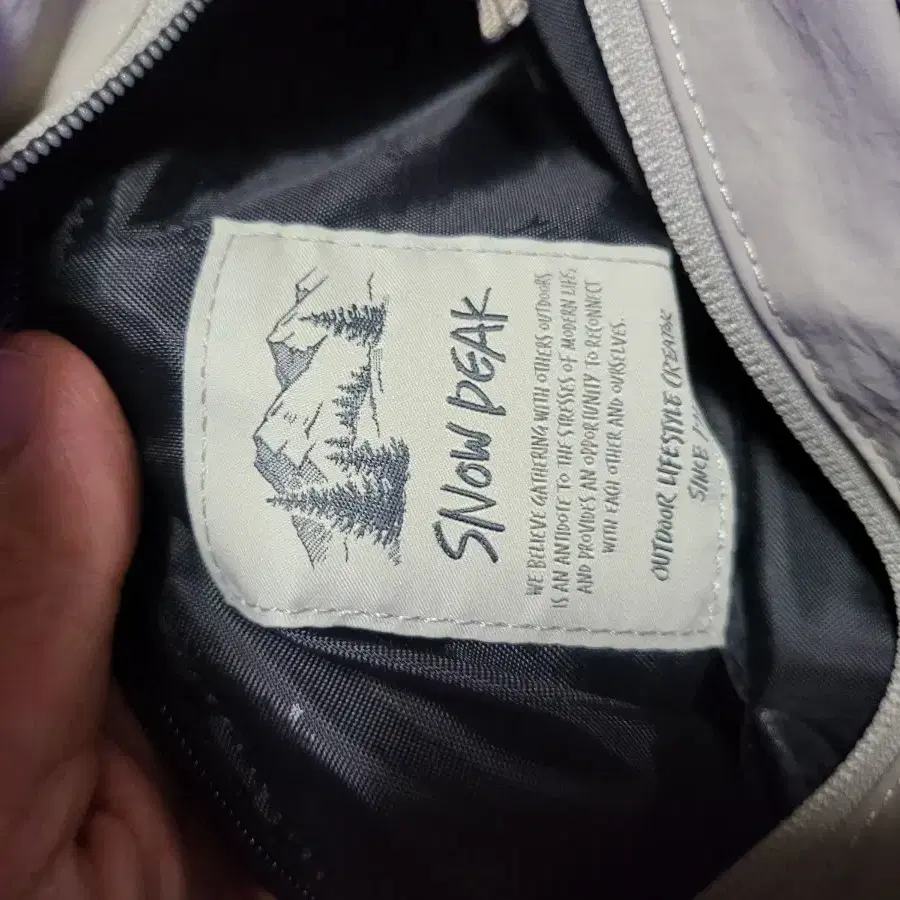 SNOW PEAK
WE BELIEVE GATHERING WITH OTHERS OUTDOORS
IS AN ANTIDOTE TO THE STRESSES OF MODERN LIFE,
AND PROVIDES AN OPPORTUNITY TO RECONNECT
WITH EACH OTHER AND OURSELVES.
OUTDOOR LIFESTYLE CREATOR
SINCE